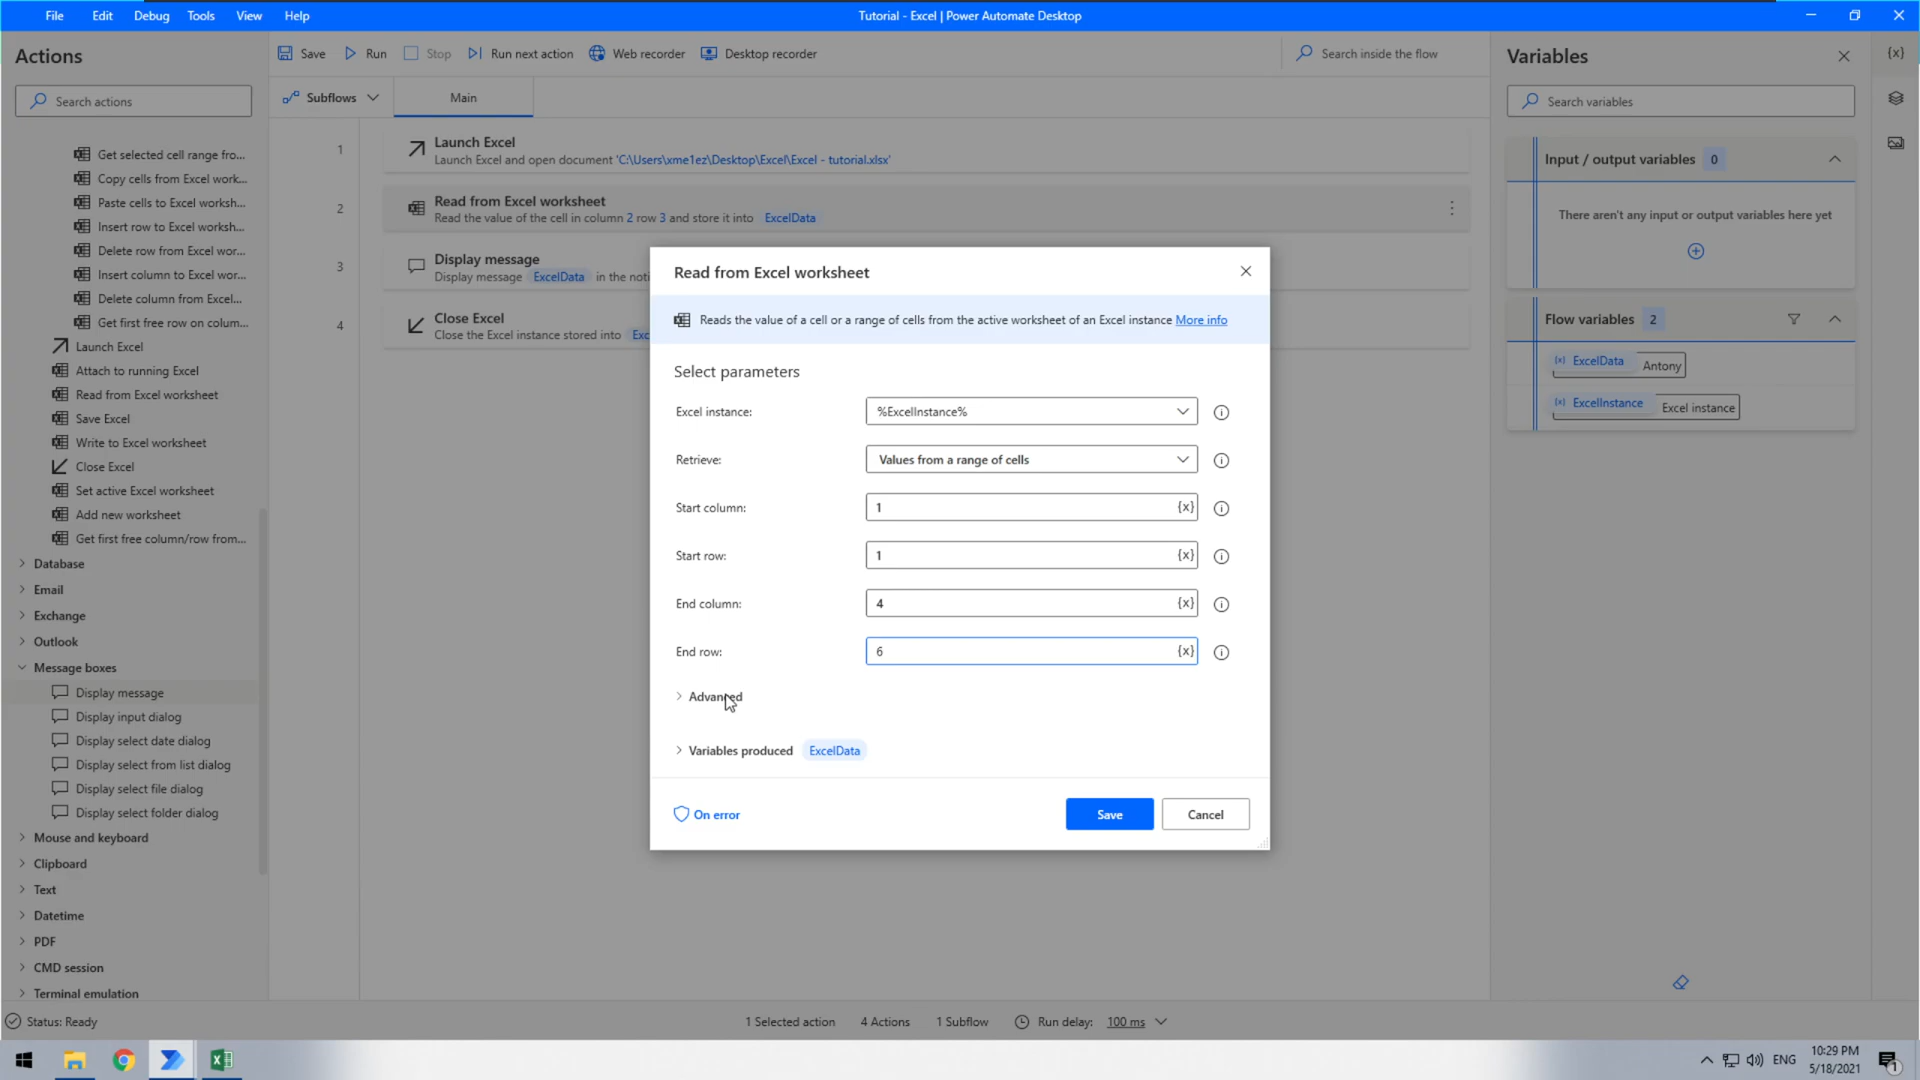 File Edit Debug Tools View Help
Tutorial - Excel | Power Automate Desktop
Actions
Search actions
Get selected cell range fro...
Copy cells from Excel work...
Paste cells to Excel worksh...
Insert row to Excel worksh...
Delete row from Excel wor...
Insert column to Excel wor...
Delete column from Excel...
Get first free row on colum...
Launch Excel
Attach to running Excel
Read from Excel worksheet
Save Excel
Write to Excel worksheet
Close Excel
Set active Excel worksheet
Add new worksheet
Get first free column/row from...
Database
Email
Exchange
Outlook
Message boxes
Display message
Display input dialog
Display select date dialog
Display select from list dialog
Display select file dialog
Display select folder dialog
Mouse and keyboard
Clipboard
Text
Datetime
PDF
CMD session
Terminal emulation
Save Run Stop Run next action Web recorder Desktop recorder
Search inside the flow
Subflows Main
1 Launch Excel
Launch Excel and open document 'C:\Users\xme1ez\Desktop\Excel\Excel - tutorial.xlsx'
2 Read from Excel worksheet
Read the value of the cell in column 2 row 3 and store it into ExcelData
3 Display message
Display message ExcelData in the noti
4 Close Excel
Close the Excel instance stored into Exc
Read from Excel worksheet
Reads the value of a cell or a range of cells from the active worksheet of an Excel instance More info
Select parameters
Excel instance: %ExcelInstance%
Retrieve: Values from a range of cells
Start column: 1 {x}
Start row: 1 {x}
End column: 4 {x}
End row: 6 {x}
Advanced
Variables produced ExcelData
On error Save Cancel
Variables
{x}
Search variables
Input / output variables 0
There aren't any input or output variables here yet
Flow variables 2
(x) ExcelData Antony
(x) ExcelInstance Excel instance
Status: Ready
1 Selected action 4 Actions 1 Subflow Run delay: 100 ms
ENG
10:29 PM
5/18/2021
1